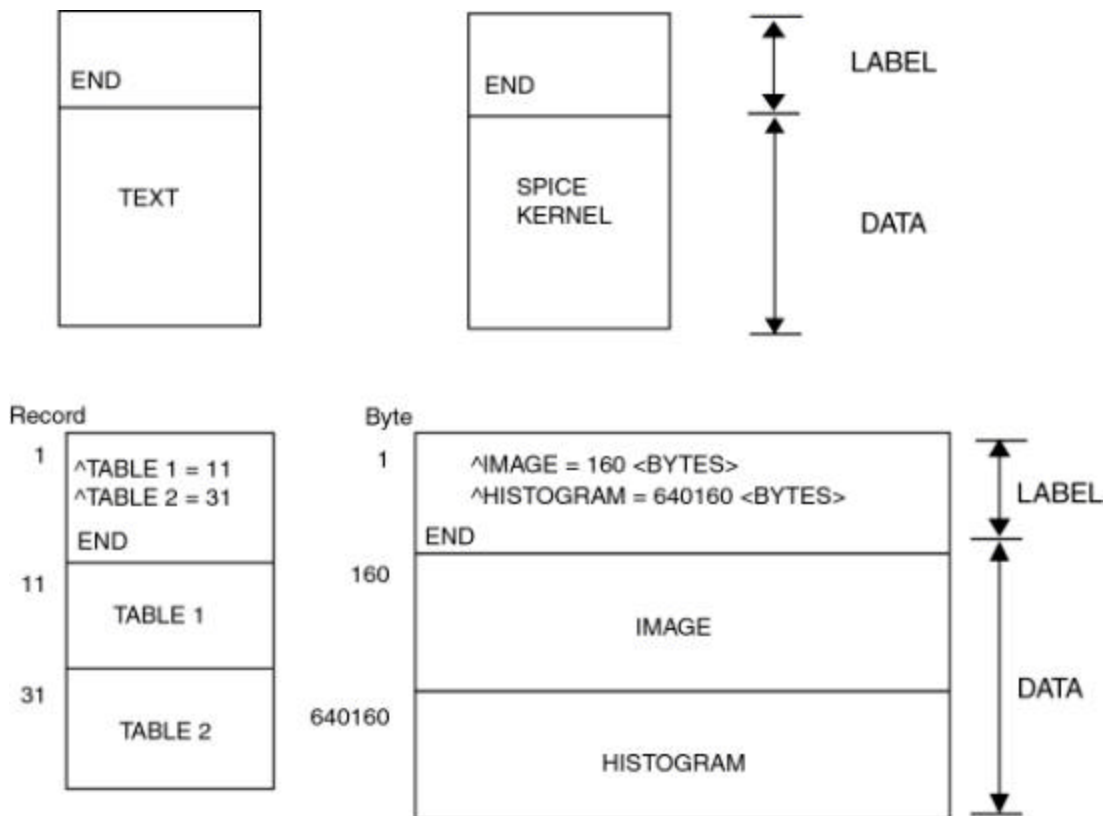 END
TEXT
END
SPICE
KERNEL
LABEL
DATA
Record
1
^TABLE 1 = 11
^TABLE 2 = 31
END
11
TABLE 1
31
TABLE 2
Byte
1
^IMAGE = 160 <BYTES>
^HISTOGRAM = 640160 <BYTES>
END
160
IMAGE
640160
HISTOGRAM
LABEL
DATA